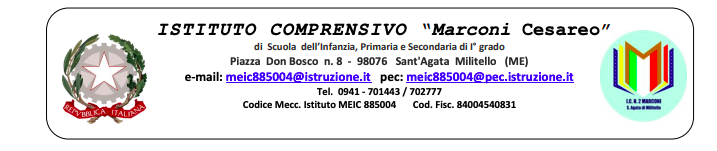 ISTITUTO COMPRENSIVO “Marconi Cesareo”
di Scuola dell’Infanzia, Primaria e Secondaria di I° grado
Piazza Don Bosco n. 8 - 98076 Sant'Agata Militello (ME)
e-mail: meic885004@istruzione.it pec: meic885004@pec.istruzione.it
Tel. 0941 - 701443 / 702777
Codice Mecc. Istituto MEIC 885004 Cod. Fisc. 84004540831
REPVBBLICA ITALIANA
I.C. N. 2 MARCONI
S. Agata di Militello